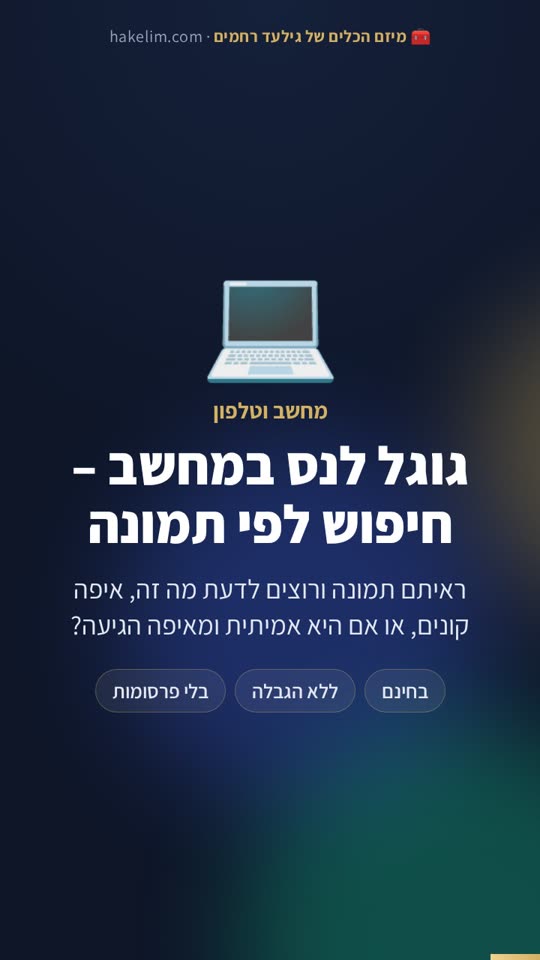 🧰 מיזם הכלים של גילעד רחמים · hakelim.com
מחשב וטלפון
גוגל לנס במחשב –
חיפוש לפי תמונה
ראיתם תמונה ורוצים לדעת מה זה, איפה
קונים, או אם היא אמיתית ומאיפה הגיעה?
בחינם
ללא הגבלה
בלי פרסומות